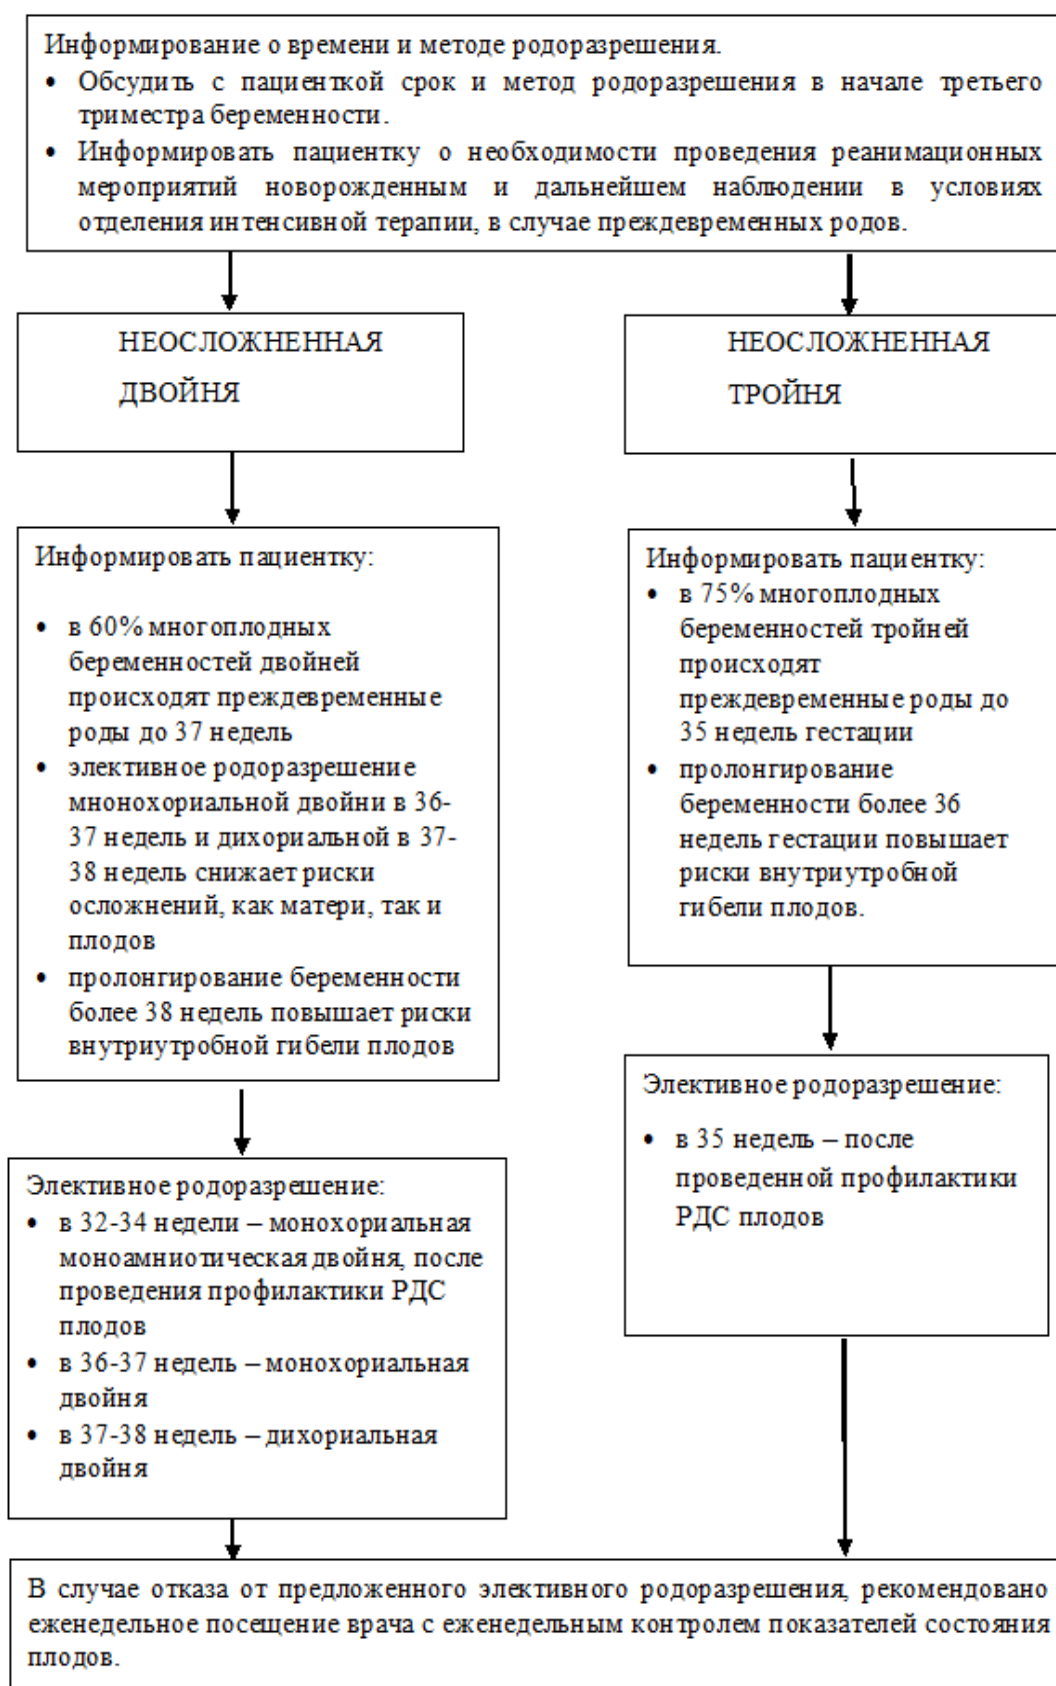 Информирование о времени и методе родоразрешения.
• Обсудить с пациенткой срок и метод родоразрешения в начале третьего
триместра беременности.
• Информировать пациентку о необходимости проведения реанимационных
мероприятий новорожденным и дальнейшем наблюдении в условиях
отделения интенсивной терапии, в случае преждевременных родов.
НЕОСЛОЖНЕННАЯ
ДВОЙНЯ
Информировать пациентку:
• в 60% многоплодных
беременностей двойней
происходят преждевременные
роды до 37 недель
• элективное родоразрешение
мнонохориальной двойни в 36-
37 недель и дихориальной в 37-
38 недель снижает риски
осложнений, как матери, так и
плодов
• пролонгирование беременности
более 38 недель повышает риски
внутриутробной гибели плодов
Элективное родоразрешение:
• в 32-34 недели – монохориальная
моноамниотическая двойня, после
проведения профилактики РДС
плодов
• в 36-37 недель – монохориальная
двойня
• в 37-38 недель – дихориальная
двойня
НЕОСЛОЖНЕННАЯ
ТРОЙНЯ
Информировать пациентку:
• в 75% многоплодных
беременностей тройней
происходят
преждевременные роды до
35 недель гестации
• пролонгирование
беременности более 36
недель гестации повышает
риски внутриутробной
гибели плодов.
Элективное родоразрешение:
• в 35 недель – после
проведенной профилактики
РДС плодов
В случае отказа от предложенного элективного родоразрешения, рекомендовано
еженедельное посещение врача с еженедельным контролем показателей состояния
плодов.